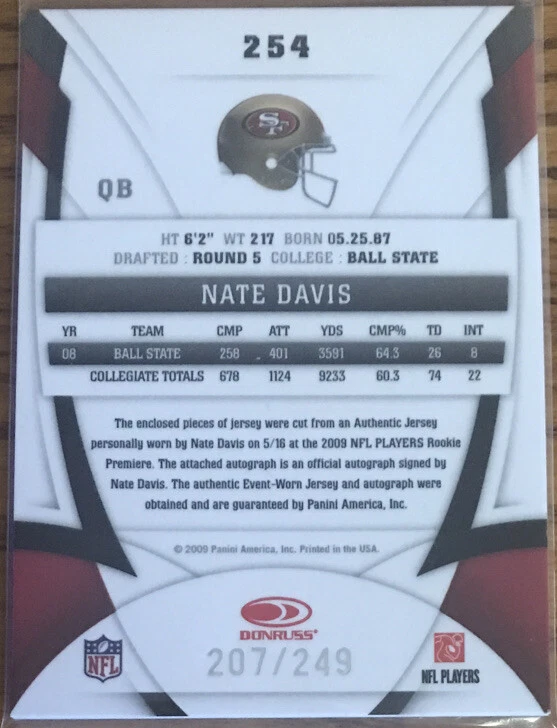 254
SF
QB
HT 6'2" WT 217 BORN 05.25.87
DRAFTED : ROUND 5 COLLEGE : BALL STATE
NATE DAVIS
YR TEAM CMP ATT YDS CMP% TD INT
08 BALL STATE 258 401 3591 64.3 26 8
COLLEGIATE TOTALS 678 1124 9233 60.3 74 22
The enclosed pieces of jersey were cut from an Authentic Jersey
personally worn by Nate Davis on 5/16 at the 2009 NFL PLAYERS Rookie
Premiere. The attached autograph is an official autograph signed by
Nate Davis. The authentic Event-Worn Jersey and autograph were
obtained and are guaranteed by Panini America, Inc.
© 2009 Panini America, Inc. Printed in the USA.
DONRUSS
207/249
NFL
NFL PLAYERS